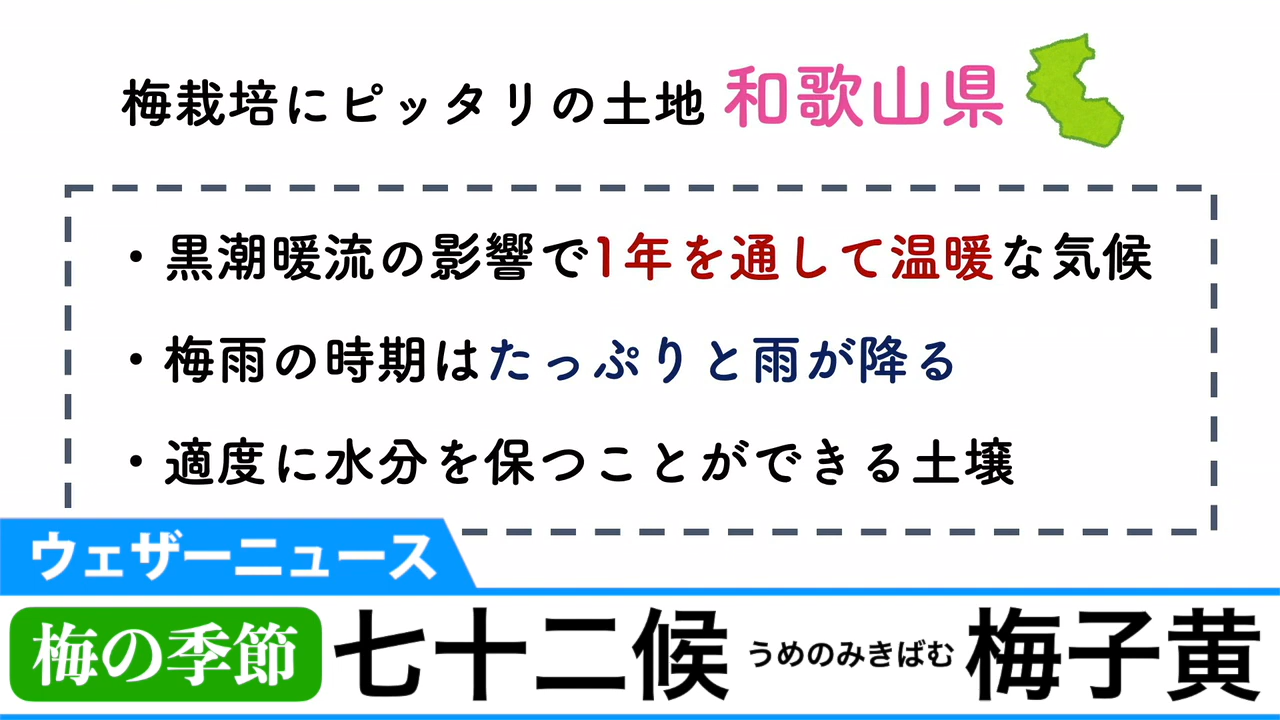 梅栽培にピッタリの土地 和歌山県
・黒潮暖流の影響で1年を通して温暖な気候
・梅雨の時期はたっぷりと雨が降る
・適度に水分を保つことができる土壌
ウェザーニュース
梅の季節 七十二候 うめのみきばむ 梅子黄